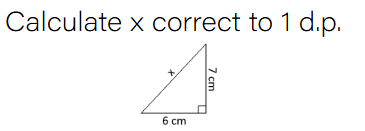 Calculate x correct to 1 d.p.
x
7 cm
6 cm